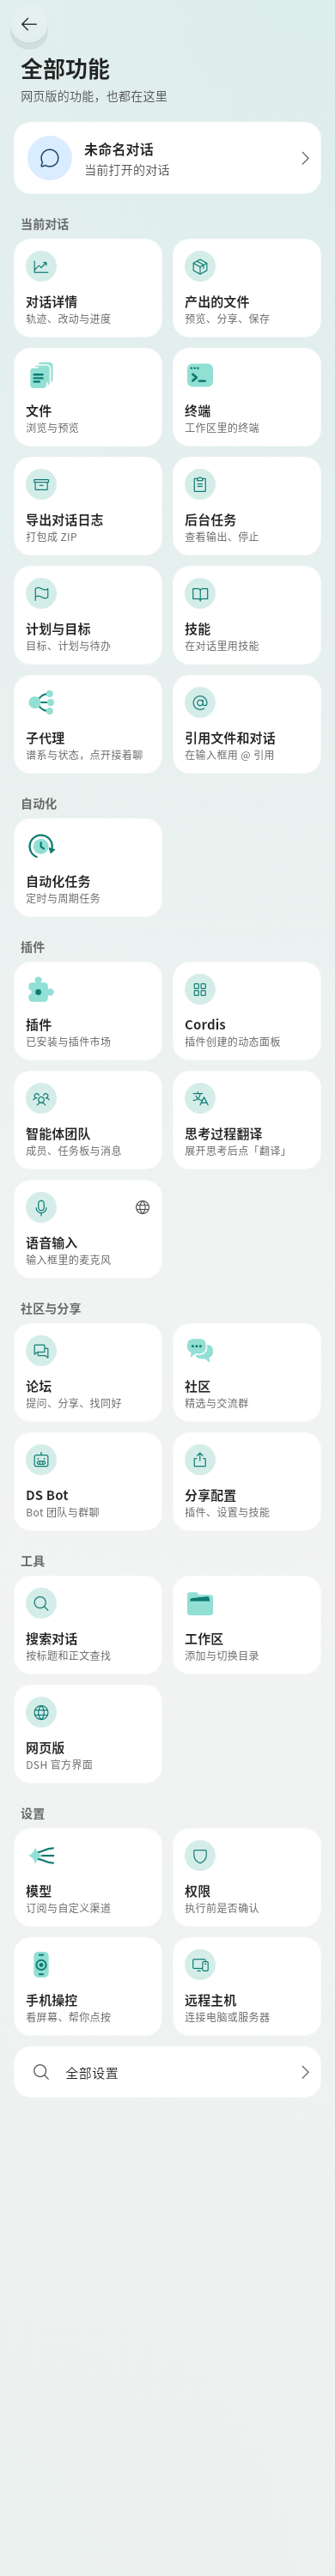 全部功能
网页版的功能，也都在这里
未命名对话
当前打开的对话
当前对话
对话详情
轨迹、改动与进度
产出的文件
预览、分享、保存
文件
浏览与预览
终端
工作区里的终端
导出对话日志
打包成 ZIP
后台任务
查看输出、停止
计划与目标
目标、计划与待办
技能
在对话里用技能
子代理
谱系与状态，点开接着聊
引用文件和对话
在输入框用 @ 引用
自动化
自动化任务
定时与周期任务
插件
插件
已安装与插件市场
Cordis
插件创建的动态面板
智能体团队
成员、任务板与消息
思考过程翻译
展开思考后点「翻译」
语音输入
输入框里的麦克风
社区与分享
论坛
提问、分享、找同好
社区
精选与交流群
DS Bot
Bot 团队与群聊
分享配置
插件、设置与技能
工具
搜索对话
按标题和正文查找
工作区
添加与切换目录
网页版
DSH 官方界面
设置
模型
订阅与自定义渠道
权限
执行前是否确认
手机操控
看屏幕、帮你点按
远程主机
连接电脑或服务器
全部设置